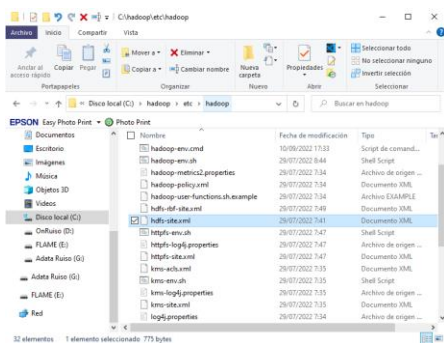 C:\hadoop\etc\hadoop
Archivo Inicio Compartir Vista
Anclar al acceso rápido
Copiar
Pegar
Mover a
Copiar a
Eliminar
Cambiar nombre
Nueva carpeta
Propiedades
Seleccionar todo
No seleccionar ninguno
Invertir selección
Portapapeles Organizar Nuevo Abrir Seleccionar
Disco local (C:) > hadoop > etc > hadoop
Buscar en hadoop
EPSON Easy Photo Print Photo Print
Documentos
Escritorio
Imágenes
Música
Objetos 3D
Videos
Disco local (C:)
OnRuiso (D:)
FLAME (E:)
Adata Ruiso (G:)
Adata Ruiso (G:)
FLAME (E:)
Red
Nombre Fecha de modificación Tipo
hadoop-env.cmd 10/09/2022 17:33 Script de comand...
hadoop-env.sh 29/07/2022 8:44 Shell Script
hadoop-metrics2.properties 29/07/2022 7:34 Archivo de origen ...
hadoop-policy.xml 29/07/2022 7:34 Documento XML
hadoop-user-functions.sh.example 29/07/2022 7:34 Archivo EXAMPLE
hdfs-rbf-site.xml 29/07/2022 7:49 Documento XML
hdfs-site.xml 29/07/2022 7:41 Documento XML
httpfs-env.sh 29/07/2022 7:47 Shell Script
httpfs-log4j.properties 29/07/2022 7:47 Archivo de origen ...
httpfs-site.xml 29/07/2022 7:47 Documento XML
kms-acls.xml 29/07/2022 7:35 Documento XML
kms-env.sh 29/07/2022 7:35 Shell Script
kms-log4j.properties 29/07/2022 7:35 Archivo de origen ...
kms-site.xml 29/07/2022 7:35 Documento XML
log4j.properties 29/07/2022 7:34 Archivo de origen ...
32 elementos 1 elemento seleccionado 775 bytes